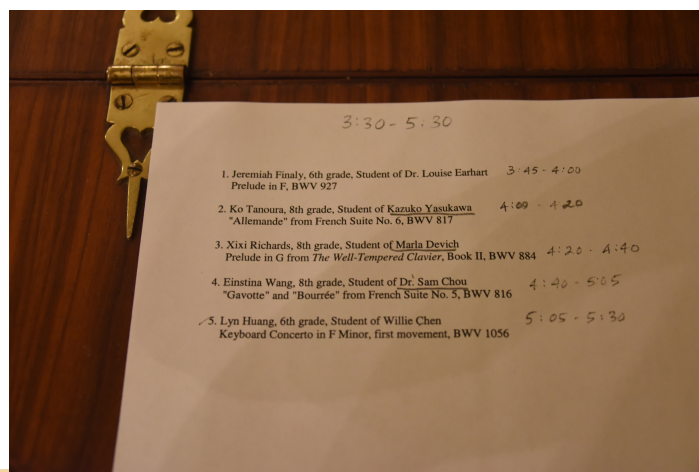 3:30 - 5:30
1. Jeremiah Finaly, 6th grade, Student of Dr. Louise Earhart 3:45 - 4:00
Prelude in F, BWV 927
2. Ko Tanoura, 8th grade, Student of Kazuko Yasukawa 4:00 - 4:20
"Allemande" from French Suite No. 6, BWV 817
3. Xixi Richards, 8th grade, Student of Marla Devich
Prelude in G from The Well-Tempered Clavier, Book II, BWV 884 4:20 - 4:40
4. Einstina Wang, 8th grade, Student of Dr. Sam Chou 4:40 - 5:05
"Gavotte" and "Bourrée" from French Suite No. 5, BWV 816
5. Lyn Huang, 6th grade, Student of Willie Chen 5:05 - 5:30
Keyboard Concerto in F Minor, first movement, BWV 1056